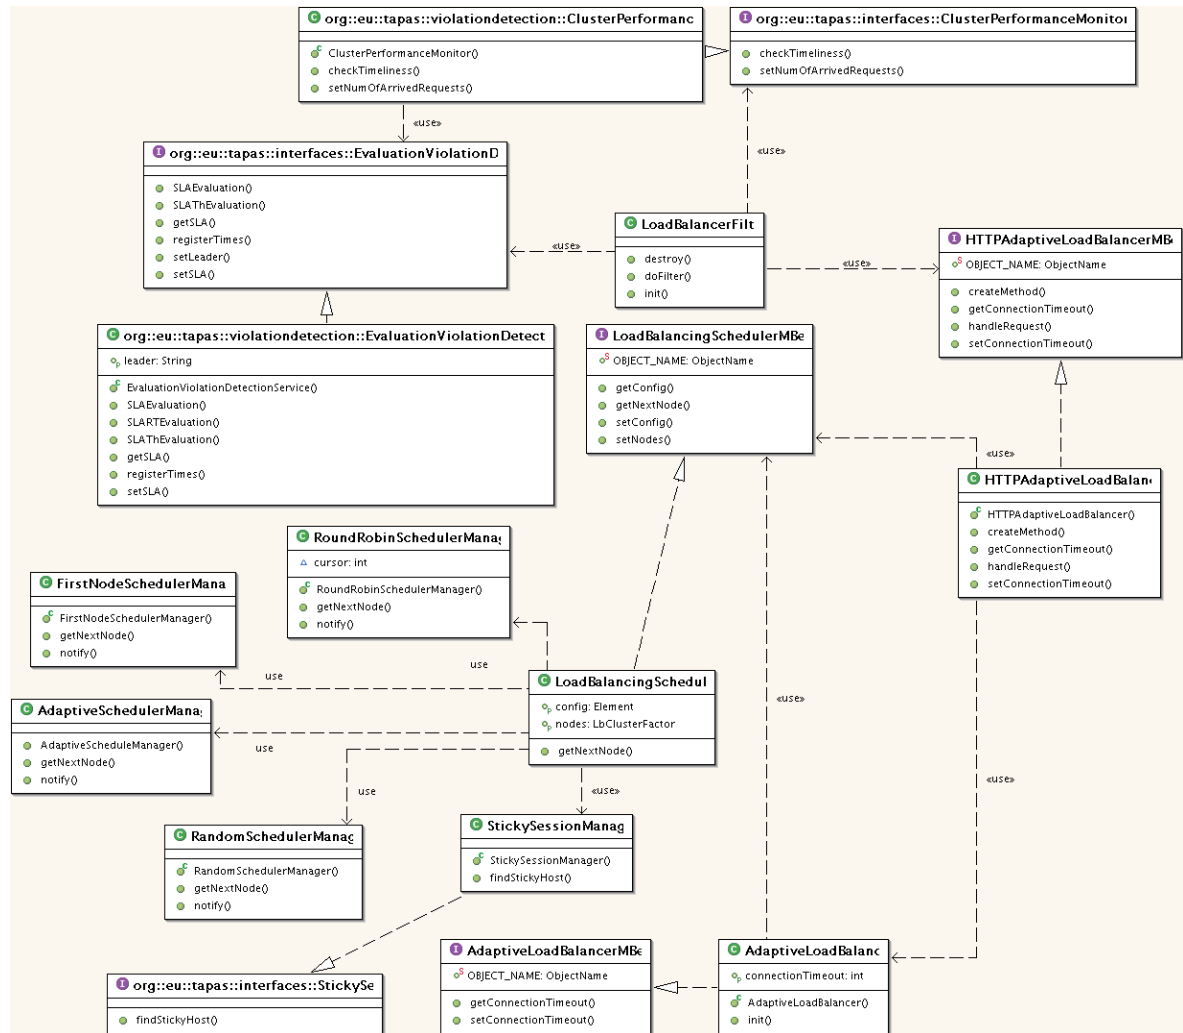 org::eu::tapas::violationdetection::ClusterPerformanc
ClusterPerformanceMonitor()
checkTimeliness()
setNumOfArrivedRequests()
org::eu::tapas::interfaces::ClusterPerformanceMonitor
checkTimeliness()
setNumOfArrivedRequests()
«use»
«use»
org::eu::tapas::interfaces::EvaluationViolationD
SLAEvaluation()
SLAThEvaluation()
getSLA()
registerTimes()
setLeader()
setSLA()
LoadBalancerFilt
destroy()
doFilter()
init()
«use»
«use»
HTTPAdaptiveLoadBalancerMBe
OBJECT_NAME: ObjectName
createMethod()
getConnectionTimeout()
handleRequest()
setConnectionTimeout()
org::eu::tapas::violationdetection::EvaluationViolationDetect
leader: String
EvaluationViolationDetectionService()
SLAEvaluation()
SLARTEvaluation()
SLAThEvaluation()
getSLA()
registerTimes()
setSLA()
LoadBalancingSchedulerMBe
OBJECT_NAME: ObjectName
getConfig()
getNextNode()
setConfig()
setNodes()
«use»
HTTPAdaptiveLoadBalanc
HTTPAdaptiveLoadBalancer()
createMethod()
getConnectionTimeout()
handleRequest()
setConnectionTimeout()
RoundRobinSchedulerManag
cursor: int
RoundRobinSchedulerManager()
getNextNode()
notify()
FirstNodeSchedulerMana
FirstNodeSchedulerManager()
getNextNode()
notify()
use
use
LoadBalancingSchedul
config: Element
nodes: LbClusterFactor
getNextNode()
AdaptiveSchedulerManag
AdaptiveScheduleManager()
getNextNode()
notify()
use
use
«use»
«use»
«use»
RandomSchedulerManag
RandomSchedulerManager()
getNextNode()
notify()
StickySessionManag
StickySessionManager()
findStickyHost()
org::eu::tapas::interfaces::StickySe
findStickyHost()
AdaptiveLoadBalancerMBe
OBJECT_NAME: ObjectName
getConnectionTimeout()
setConnectionTimeout()
AdaptiveLoadBalanc
connectionTimeout: int
AdaptiveLoadBalancer()
init()